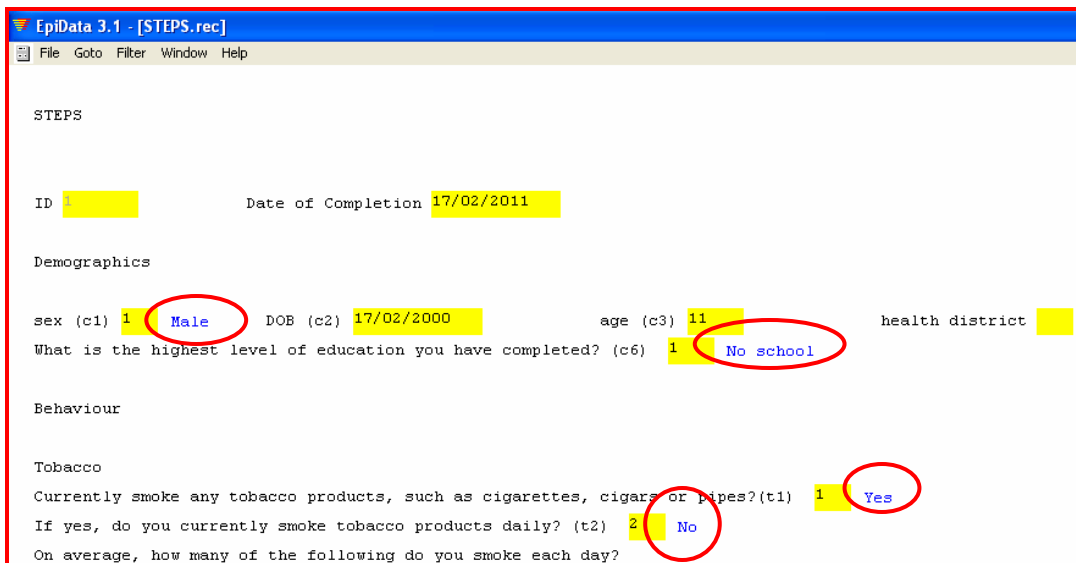 EpiData 3.1 - [STEPS.rec]
File Goto Filter Window Help
STEPS
ID 1 Date of Completion 17/02/2011
Demographics
sex (c1) 1 Male DOB (c2) 17/02/2000 age (c3) 11 health district
What is the highest level of education you have completed? (c6) 1 No school
Behaviour
Tobacco
Currently smoke any tobacco products, such as cigarettes, cigars or pipes?(t1) 1 Yes
If yes, do you currently smoke tobacco products daily? (t2) 2 No
On average, how many of the following do you smoke each day?